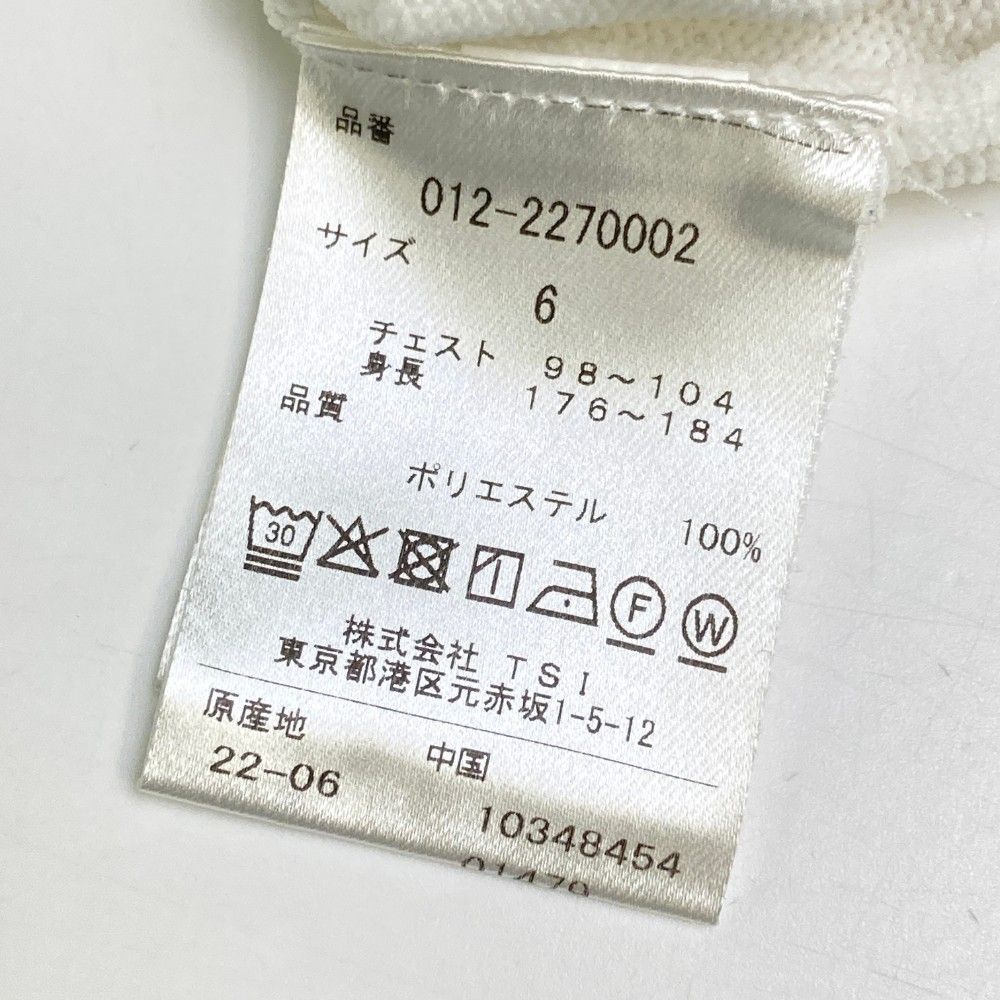 品番
012-2270002
サイズ
6
チェスト 98~104
身長 176~184
品質
ポリエステル 100%
30
F W
株式会社 TSI
東京都港区元赤坂1-5-12
原産地 中国
22-06 10348454